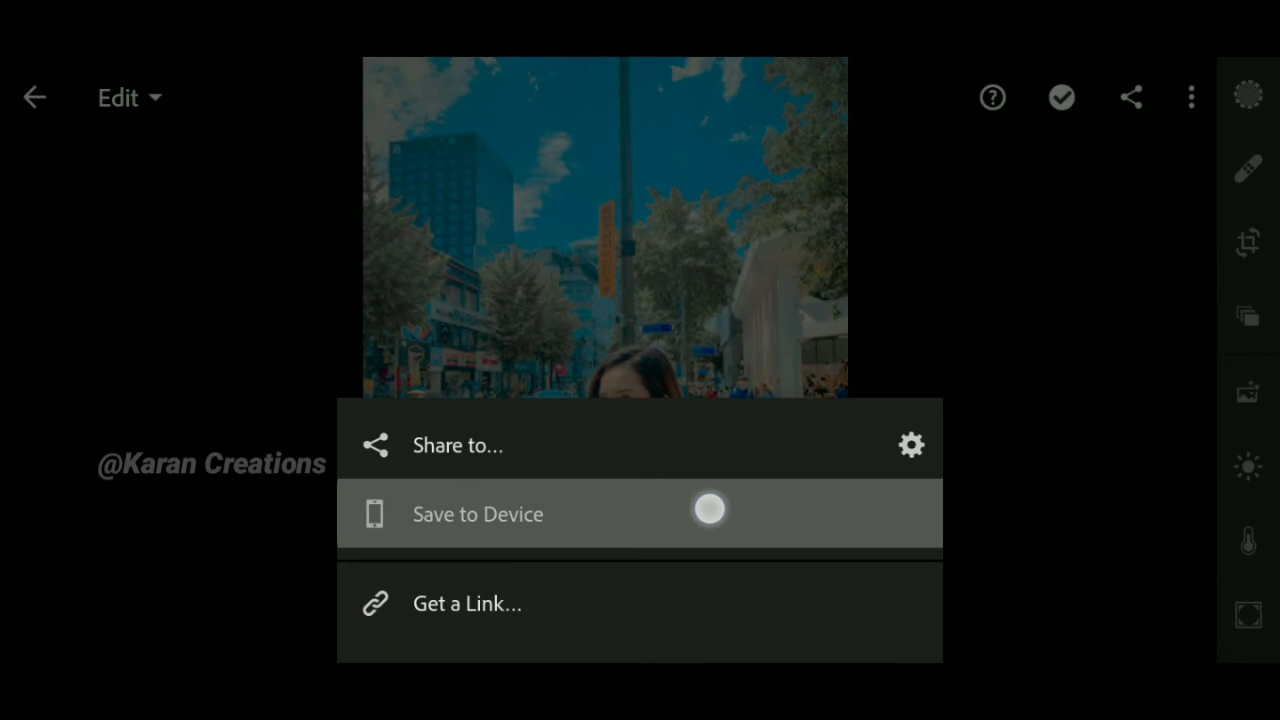 Edit
@Karan Creations
Share to...
Save to Device
Get a Link...